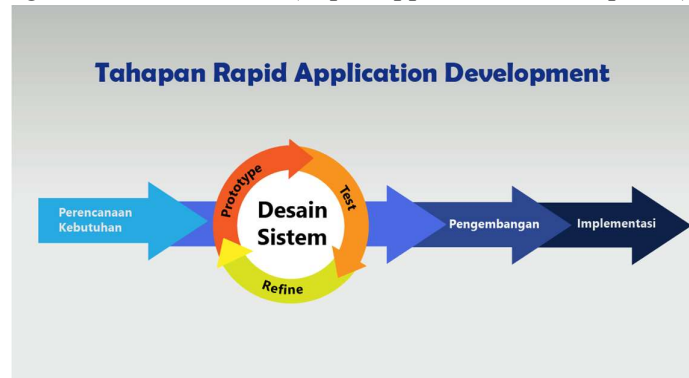 Tahapan Rapid Application Development
Perencanaan
Kebutuhan
Prototype
Test
Refine
Desain
Sistem
Pengembangan
Implementasi